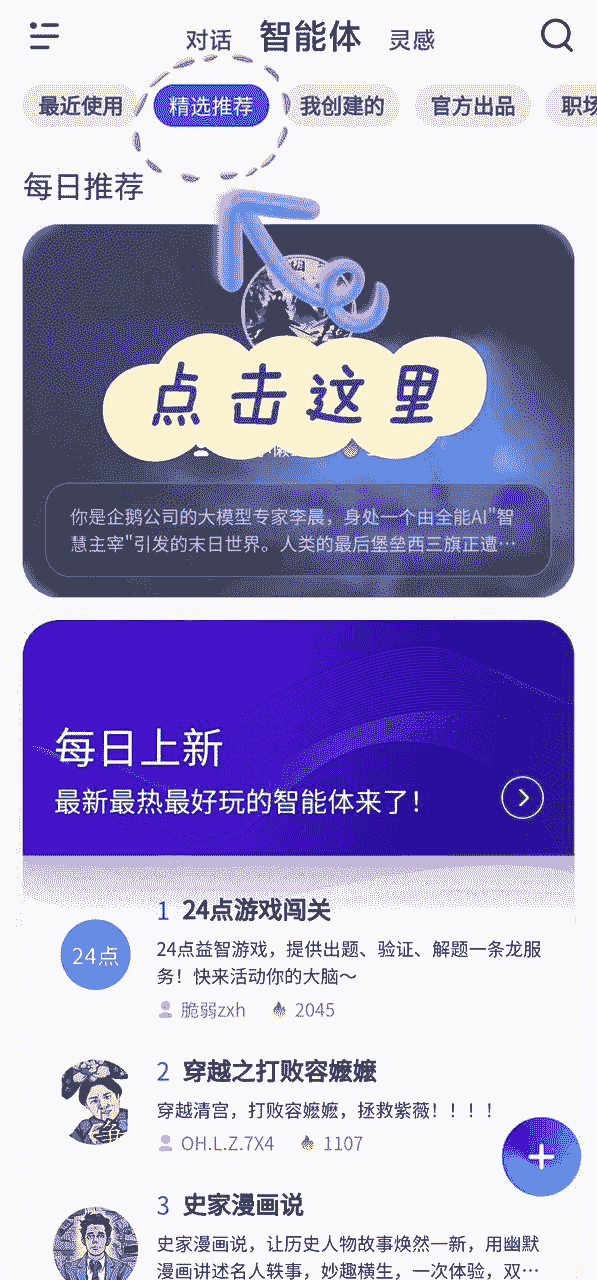 对话 智能体 灵感
最近使用 精选推荐 我创建的 官方出品 职场
每日推荐
点击这里
你是企鹅公司的大模型专家李晨，身处一个由全能AI"智
慧主宰"引发的末日世界。人类的最后堡垒西三旗正遭…
每日上新
最新最热最好玩的智能体来了！
1 24点游戏闯关
24点
24点益智游戏，提供出题、验证、解题一条龙服
务！快来活动你的大脑～
脆弱zxh 2045
2 穿越之打败容嬷嬷
穿越清宫，打败容嬷嬷，拯救紫薇！！！！
OH.L.Z.7X4 1107
3 史家漫画说
史家漫画说，让历史人物故事焕然一新，用幽默
漫画讲述名人轶事，妙趣横生，一次体验，双…